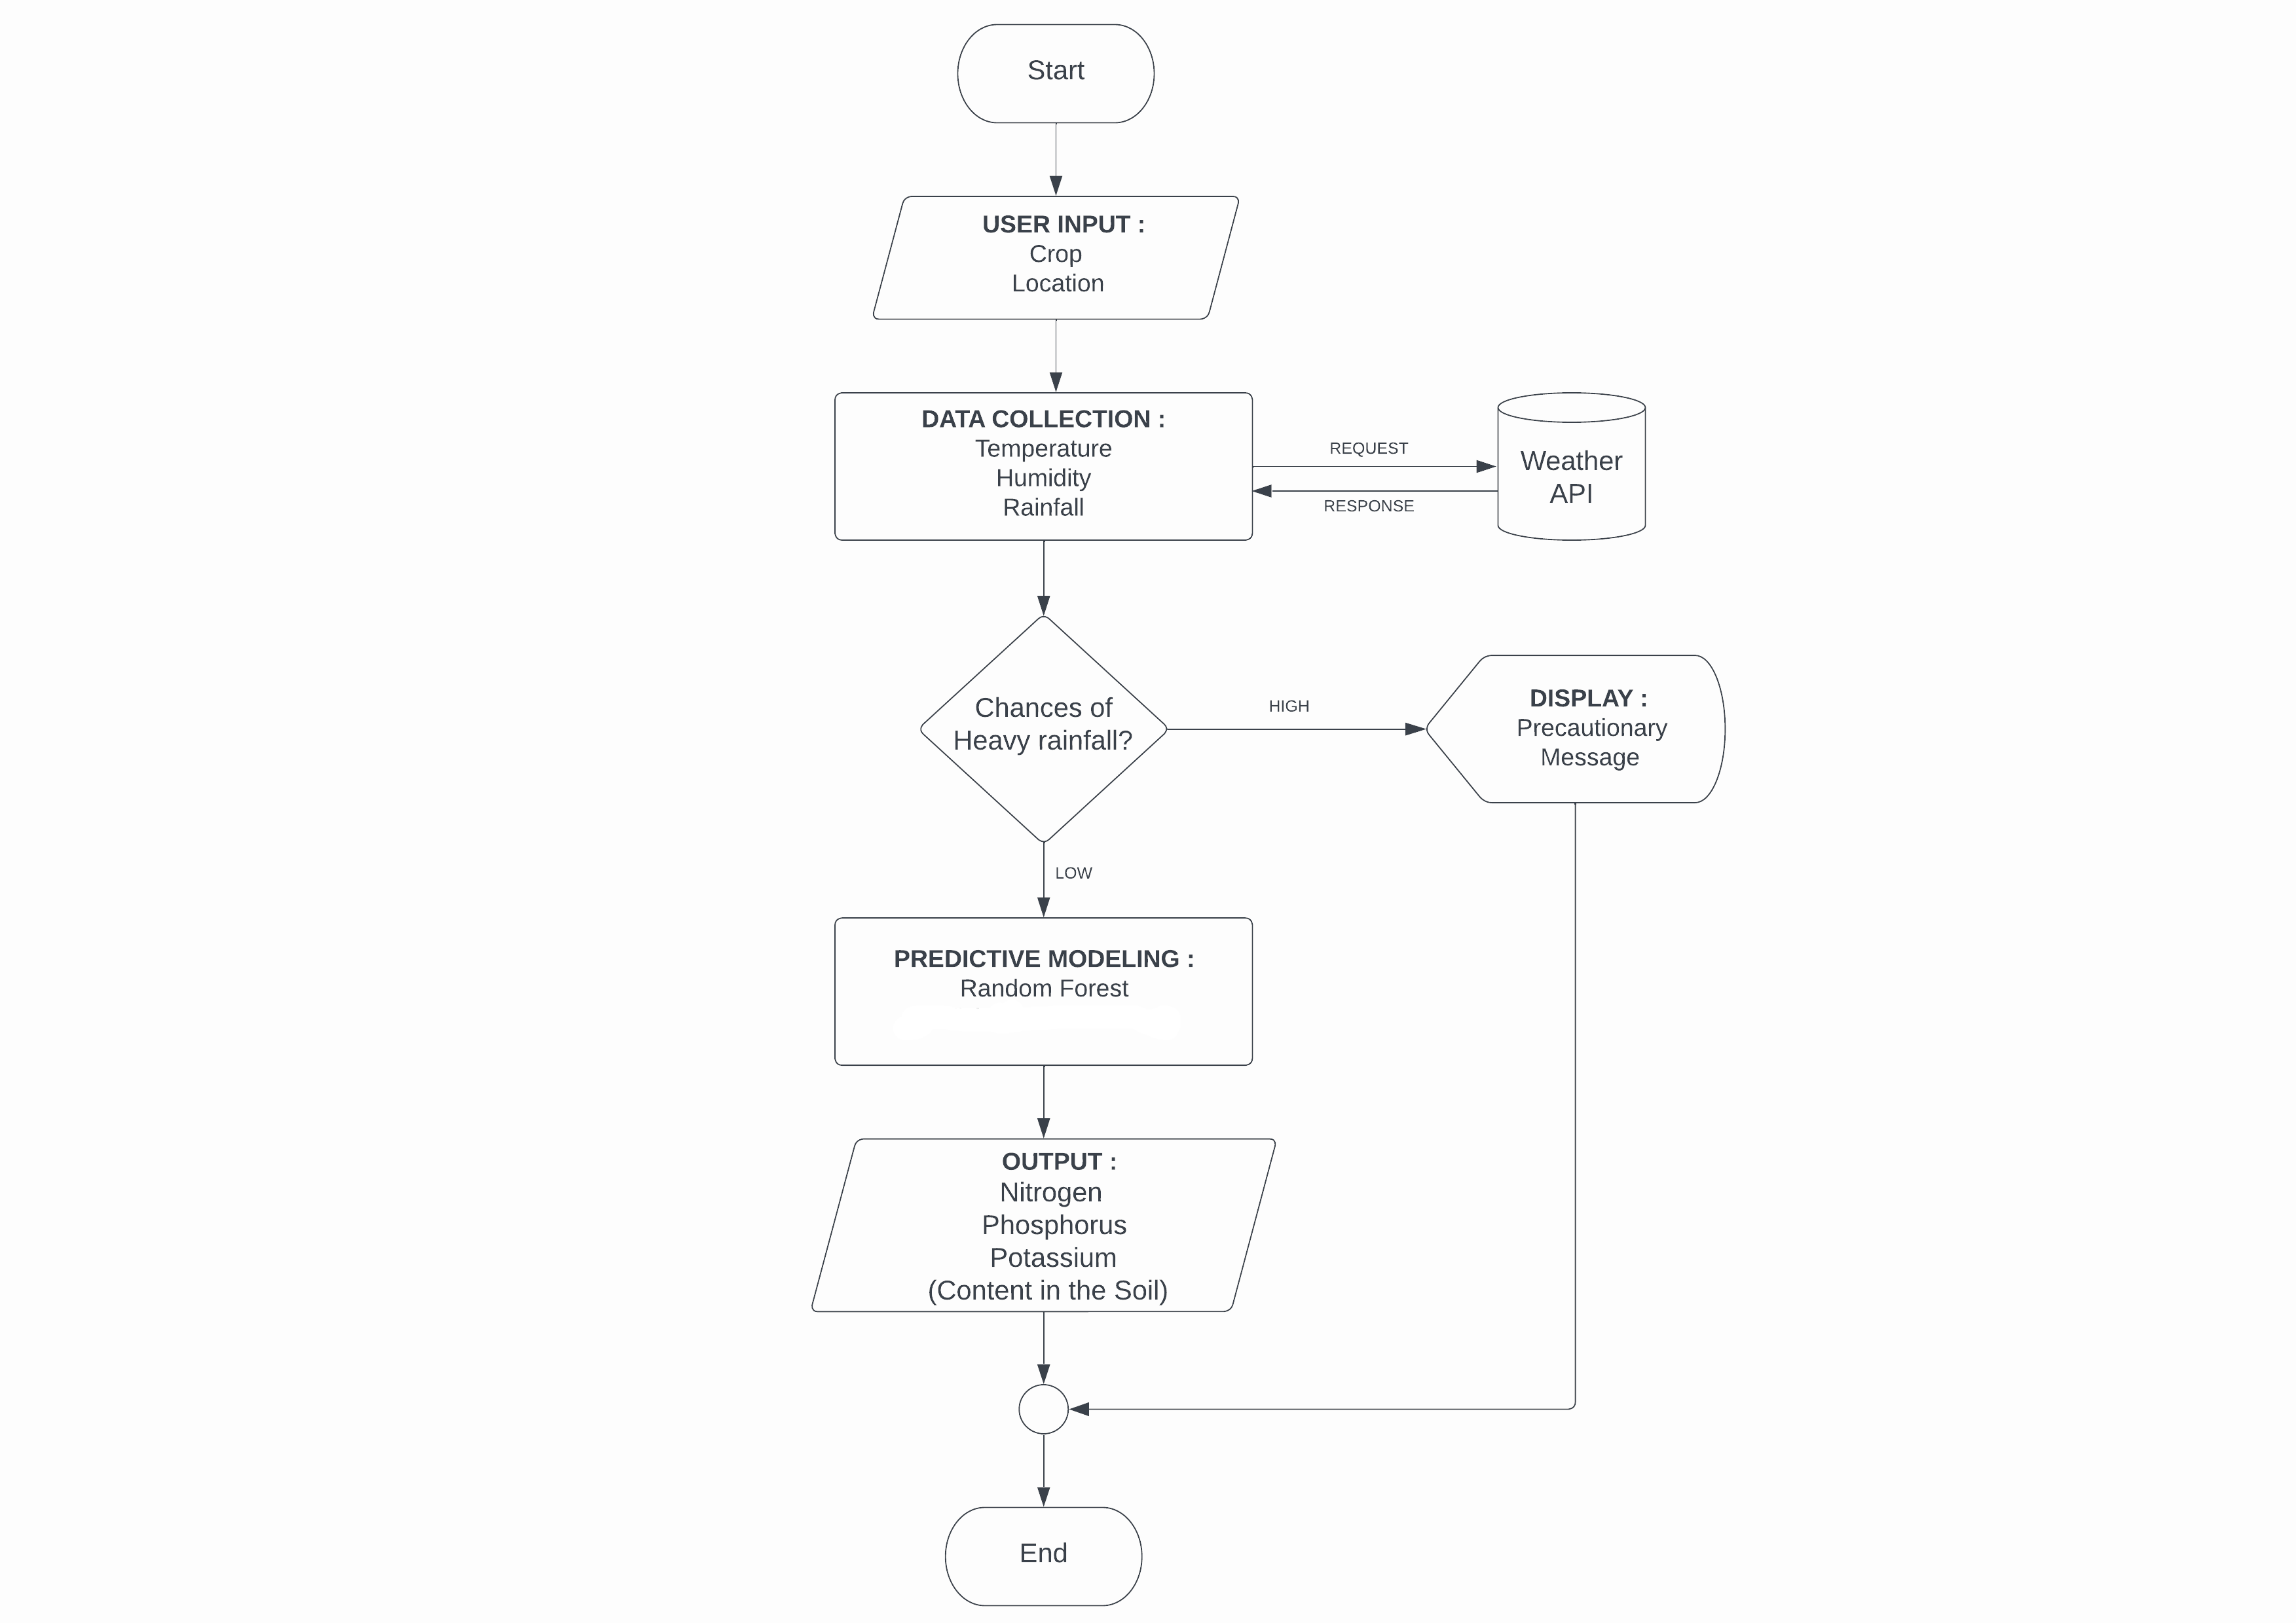 Start
USER INPUT :
Crop
Location
DATA COLLECTION :
Temperature
Humidity
Rainfall
REQUEST
RESPONSE
Weather
API
Chances of
Heavy rainfall?
HIGH
DISPLAY :
Precautionary
Message
LOW
PREDICTIVE MODELING :
Random Forest
OUTPUT :
Nitrogen
Phosphorus
Potassium
(Content in the Soil)
End